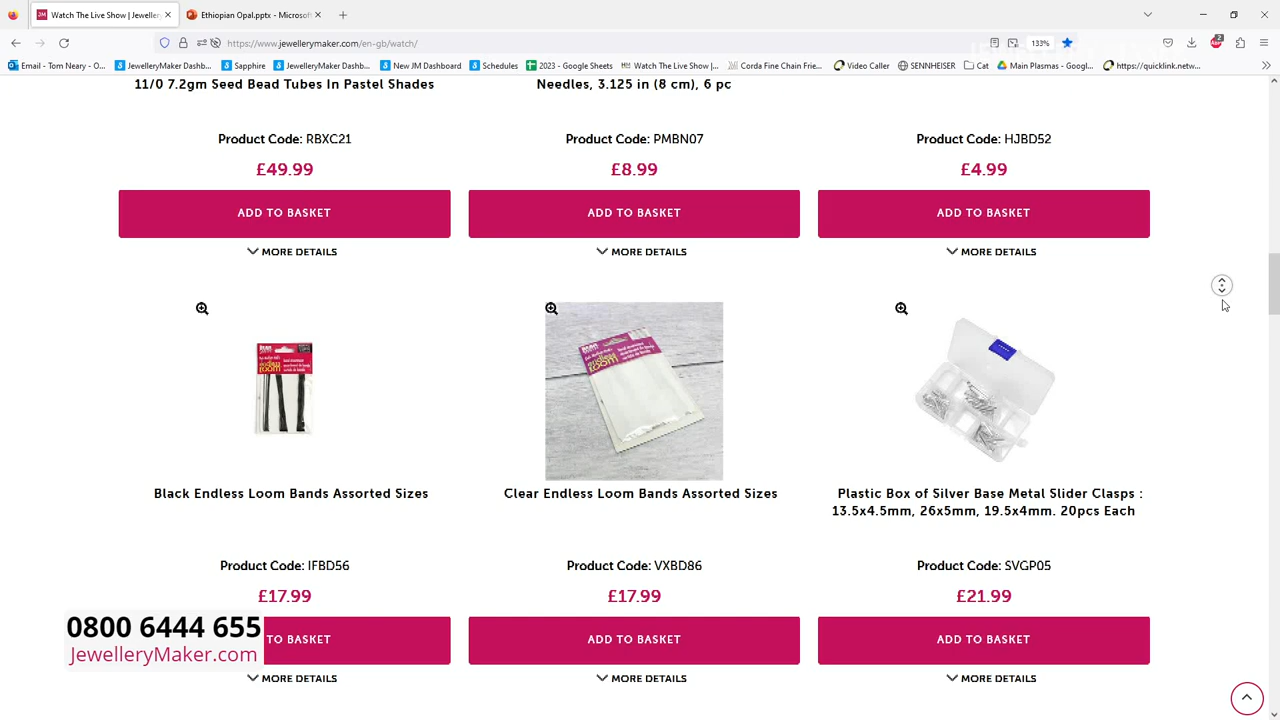 Watch The Live Show | Jeweller
Ethiopian Opal.pptx - Microsof
https://www.jewellerymaker.com/en-gb/watch/
133%
2
Email - Tom Neary - O...
JewelleryMaker Dashb...
Sapphire
JewelleryMaker Dashb...
New JM Dashboard
Schedules
2023 - Google Sheets
Watch The Live Show |...
Corda Fine Chain Frie...
Video Caller
SENNHEISER
Cat
Main Plasmas - Googl...
https://quicklink.netw...
11/0 7.2gm Seed Bead Tubes In Pastel Shades
Needles, 3.125 in (8 cm), 6 pc
Product Code: RBXC21
Product Code: PMBN07
Product Code: HJBD52
£49.99
£8.99
£4.99
ADD TO BASKET
ADD TO BASKET
ADD TO BASKET
MORE DETAILS
MORE DETAILS
MORE DETAILS
Black Endless Loom Bands Assorted Sizes
Clear Endless Loom Bands Assorted Sizes
Plastic Box of Silver Base Metal Slider Clasps :
13.5x4.5mm, 26x5mm, 19.5x4mm. 20pcs Each
Product Code: IFBD56
Product Code: VXBD86
Product Code: SVGP05
£17.99
£17.99
£21.99
0800 6444 655
JewelleryMaker.com
TO BASKET
ADD TO BASKET
ADD TO BASKET
MORE DETAILS
MORE DETAILS
MORE DETAILS